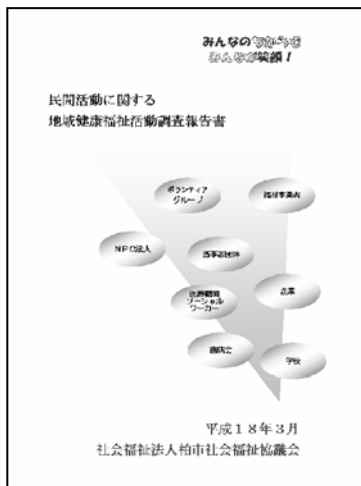 みんなのちからで
みんなが笑顔！
民間活動に関する
地域健康福祉活動調査報告書
ボランティア
グループ
福祉事業者
NPO法人
当事者団体
医療機関
ソーシャル
ワーカー
企業
商店会
学校
平成１８年３月
社会福祉法人柏市社会福祉協議会